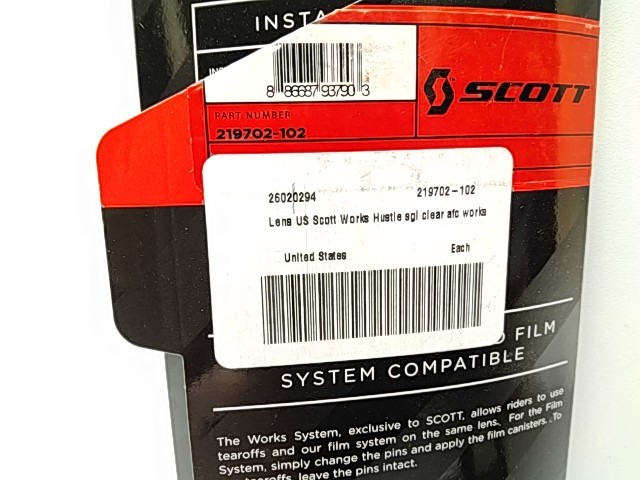 INSTA
8 86687 93790 3
SCOTT
PART NUMBER
219702-102
26020294 219702-102
Lens US Scott Works Hustle sgl clear afc works
United States Each
FILM
SYSTEM COMPATIBLE
The Works System, exclusive to SCOTT, allows riders to use
tearoffs and our film system on the same lens. For the Film
System, simply change the pins and apply the film canisters. To
tearoffs, leave the pins intact.